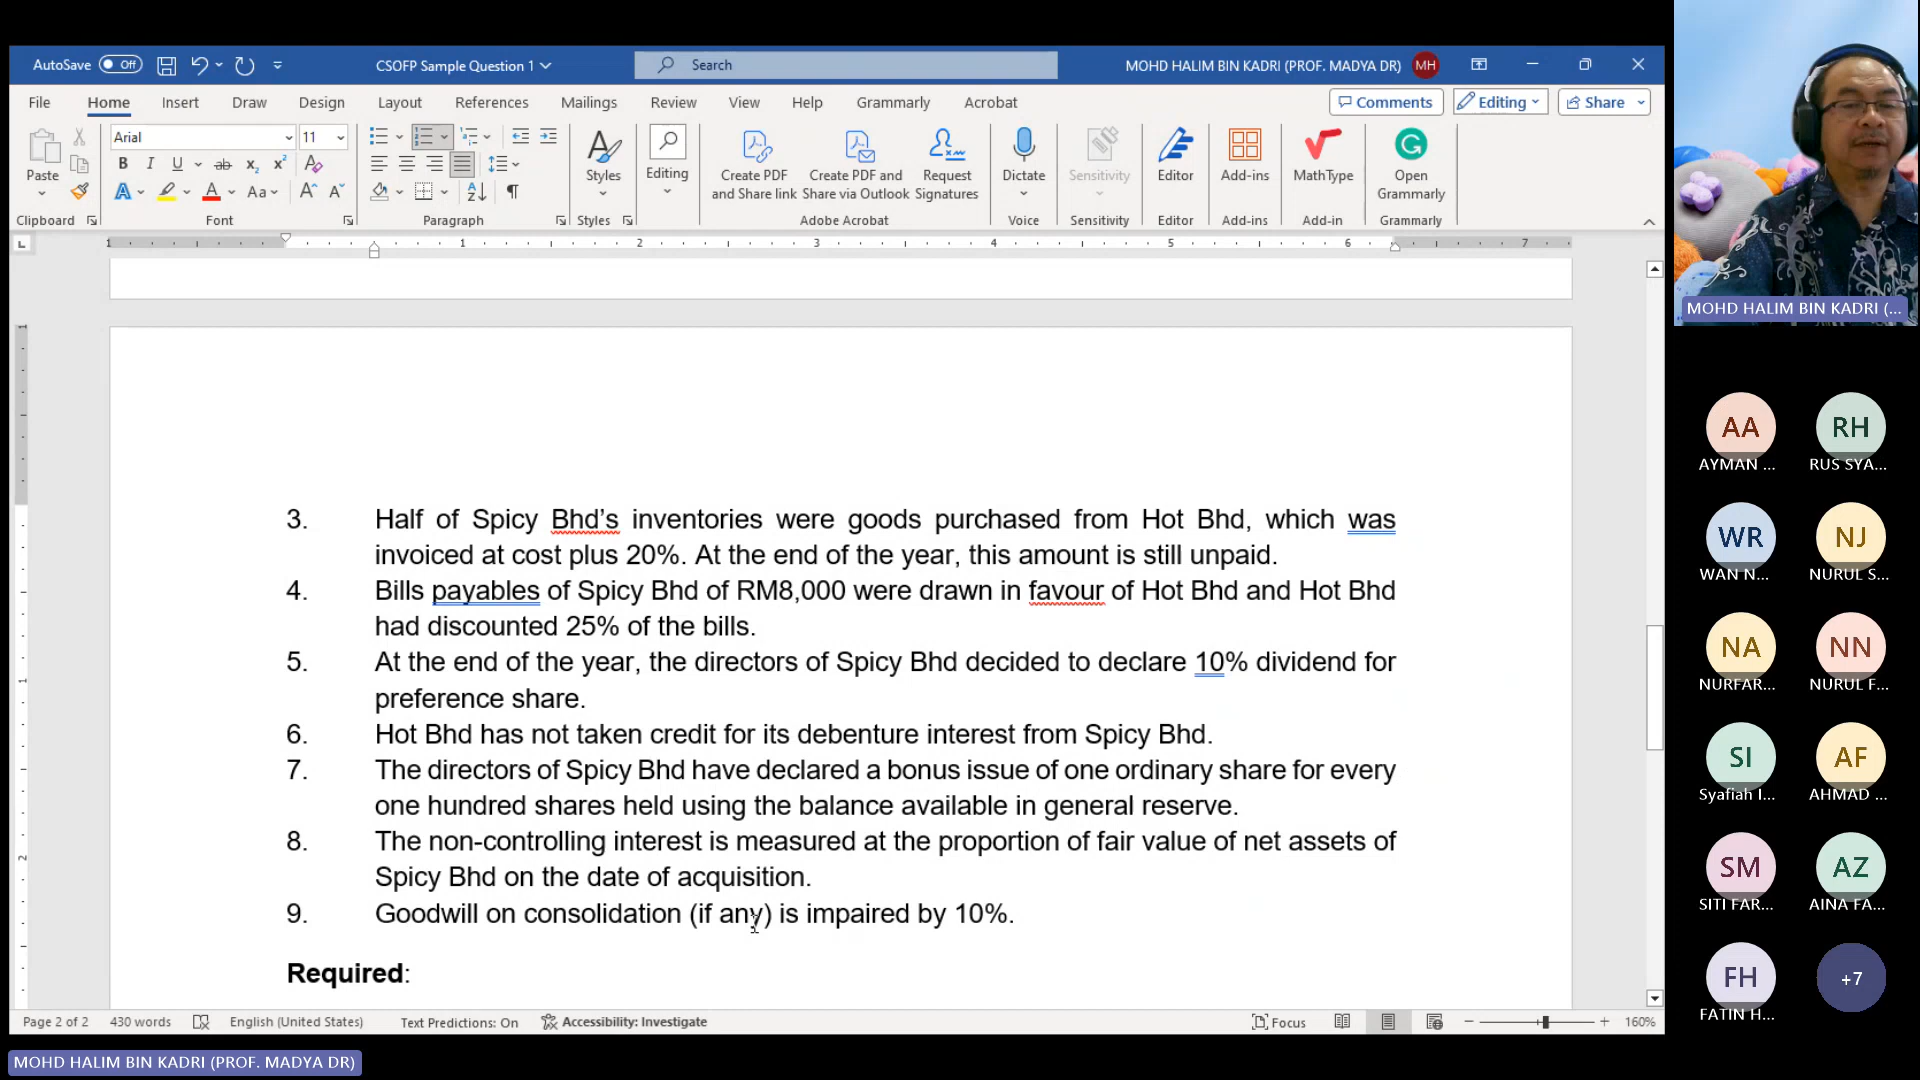 AutoSave Off
CSOFP Sample Question 1
Search
MOHD HALIM BIN KADRI (PROF. MADYA DR) MH
File Home Insert Draw Design Layout References Mailings Review View Help Grammarly Acrobat
Comments Editing Share
Paste
Clipboard
Arial 11
Font
Paragraph
Styles
Styles
Editing
Create PDF and Share link
Create PDF and Share via Outlook
Request Signatures
Adobe Acrobat
Dictate
Voice
Sensitivity
Sensitivity
Editor
Editor
Add-ins
Add-ins
MathType
Add-in
Open Grammarly
Grammarly
1 1 2 3 4 5 6 7
3. Half of Spicy Bhd's inventories were goods purchased from Hot Bhd, which was
invoiced at cost plus 20%. At the end of the year, this amount is still unpaid.
4. Bills payables of Spicy Bhd of RM8,000 were drawn in favour of Hot Bhd and Hot Bhd
had discounted 25% of the bills.
5. At the end of the year, the directors of Spicy Bhd decided to declare 10% dividend for
preference share.
6. Hot Bhd has not taken credit for its debenture interest from Spicy Bhd.
7. The directors of Spicy Bhd have declared a bonus issue of one ordinary share for every
one hundred shares held using the balance available in general reserve.
8. The non-controlling interest is measured at the proportion of fair value of net assets of
Spicy Bhd on the date of acquisition.
9. Goodwill on consolidation (if any) is impaired by 10%.
Required:
Page 2 of 2 430 words English (United States) Text Predictions: On Accessibility: Investigate Focus 160%
MOHD HALIM BIN KADRI (PROF. MADYA DR)
MOHD HALIM BIN KADRI (...
AA RH
AYMAN ... RUS SYA...
WR NJ
WAN N... NURUL S...
NA NN
NURFAR... NURUL F...
SI AF
Syafiah I... AHMAD ...
SM AZ
SITI FAR... AINA FA...
FH +7
FATIN H...